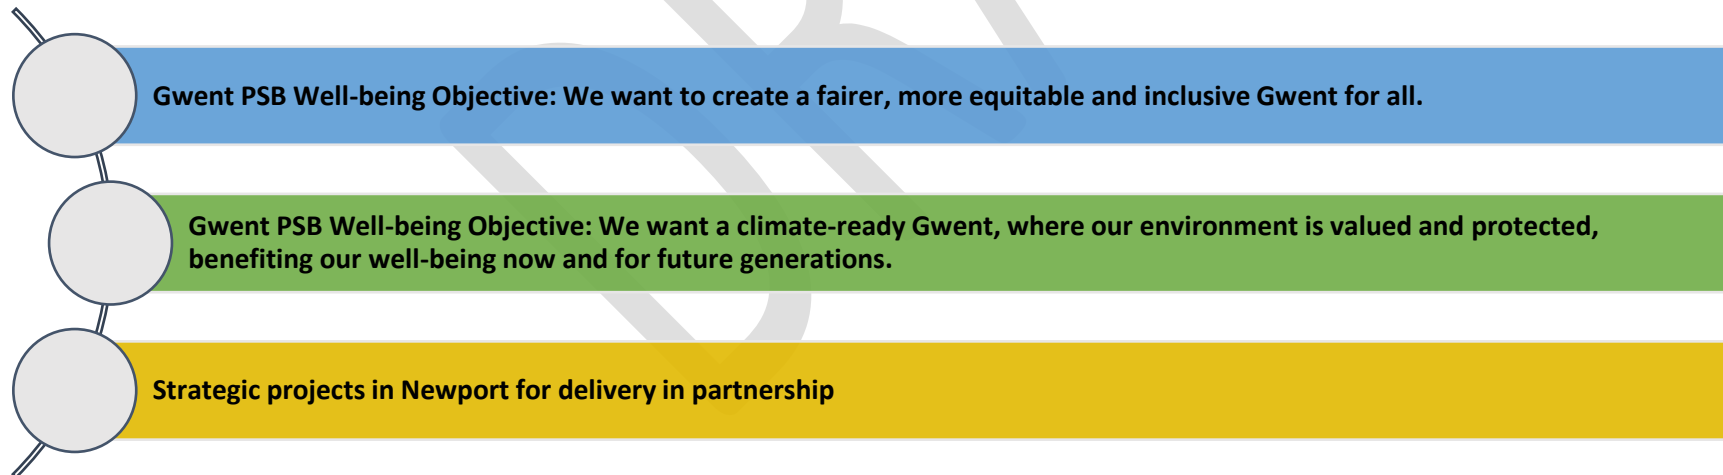 Gwent PSB Well-being Objective: We want to create a fairer, more equitable and inclusive Gwent for all.
Gwent PSB Well-being Objective: We want a climate-ready Gwent, where our environment is valued and protected,
benefiting our well-being now and for future generations.
Strategic projects in Newport for delivery in partnership